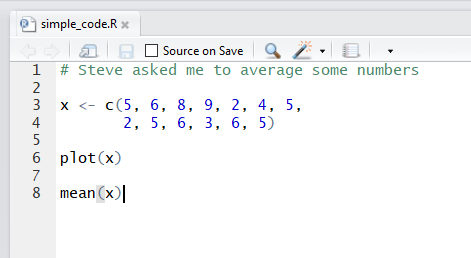 simple_code.R
Source on Save
1 # Steve asked me to average some numbers
2
3 x <- c(5, 6, 8, 9, 2, 4, 5,
4 2, 5, 6, 3, 6, 5)
5
6 plot(x)
7
8 mean(x)